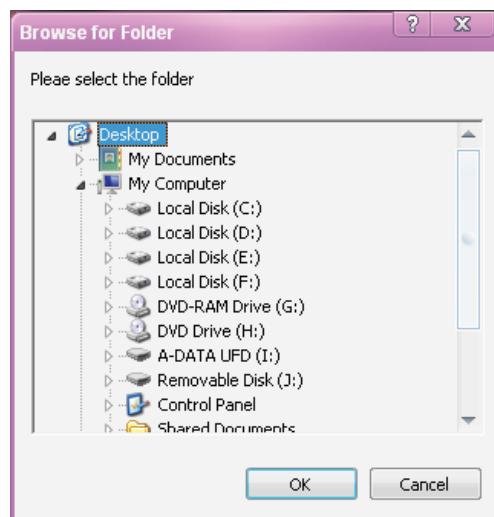 Browse for Folder
Pleae select the folder
Desktop
My Documents
My Computer
Local Disk (C:)
Local Disk (D:)
Local Disk (E:)
Local Disk (F:)
DVD-RAM Drive (G:)
DVD Drive (H:)
A-DATA UFD (I:)
Removable Disk (J:)
Control Panel
Shared Documents
OK Cancel